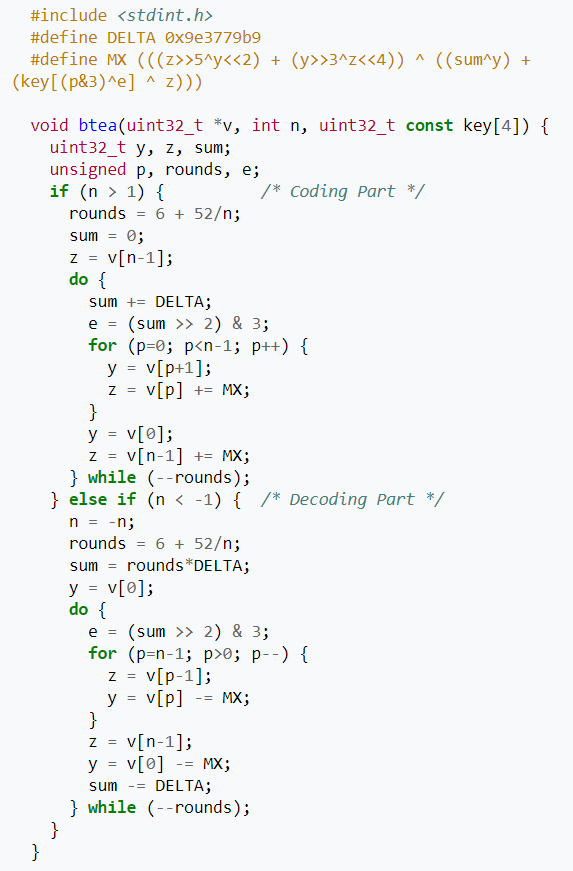 #include <stdint.h>
#define DELTA 0x9e3779b9
#define MX (((z>>5^y<<2) + (y>>3^z<<4)) ^ ((sum^y) +
(key[(p&3)^e] ^ z)))

void btea(uint32_t *v, int n, uint32_t const key[4]) {
  uint32_t y, z, sum;
  unsigned p, rounds, e;
  if (n > 1) {          /* Coding Part */
    rounds = 6 + 52/n;
    sum = 0;
    z = v[n-1];
    do {
      sum += DELTA;
      e = (sum >> 2) & 3;
      for (p=0; p<n-1; p++) {
        y = v[p+1];
        z = v[p] += MX;
      }
      y = v[0];
      z = v[n-1] += MX;
    } while (--rounds);
  } else if (n < -1) {  /* Decoding Part */
    n = -n;
    rounds = 6 + 52/n;
    sum = rounds*DELTA;
    y = v[0];
    do {
      e = (sum >> 2) & 3;
      for (p=n-1; p>0; p--) {
        z = v[p-1];
        y = v[p] -= MX;
      }
      z = v[n-1];
      y = v[0] -= MX;
      sum -= DELTA;
    } while (--rounds);
  }
}